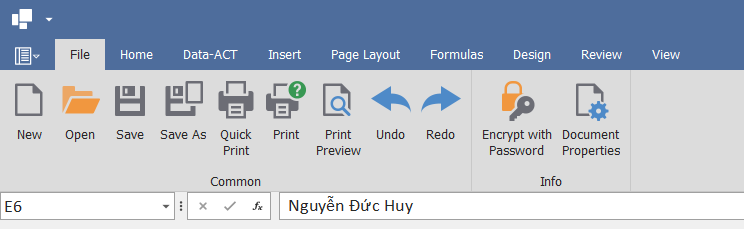 File Home Data-ACT Insert Page Layout Formulas Design Review View
New Open Save Save As Quick Print Print Print Preview Undo Redo Encrypt with Password Document Properties
Common Info
E6 fx Nguyễn Đức Huy